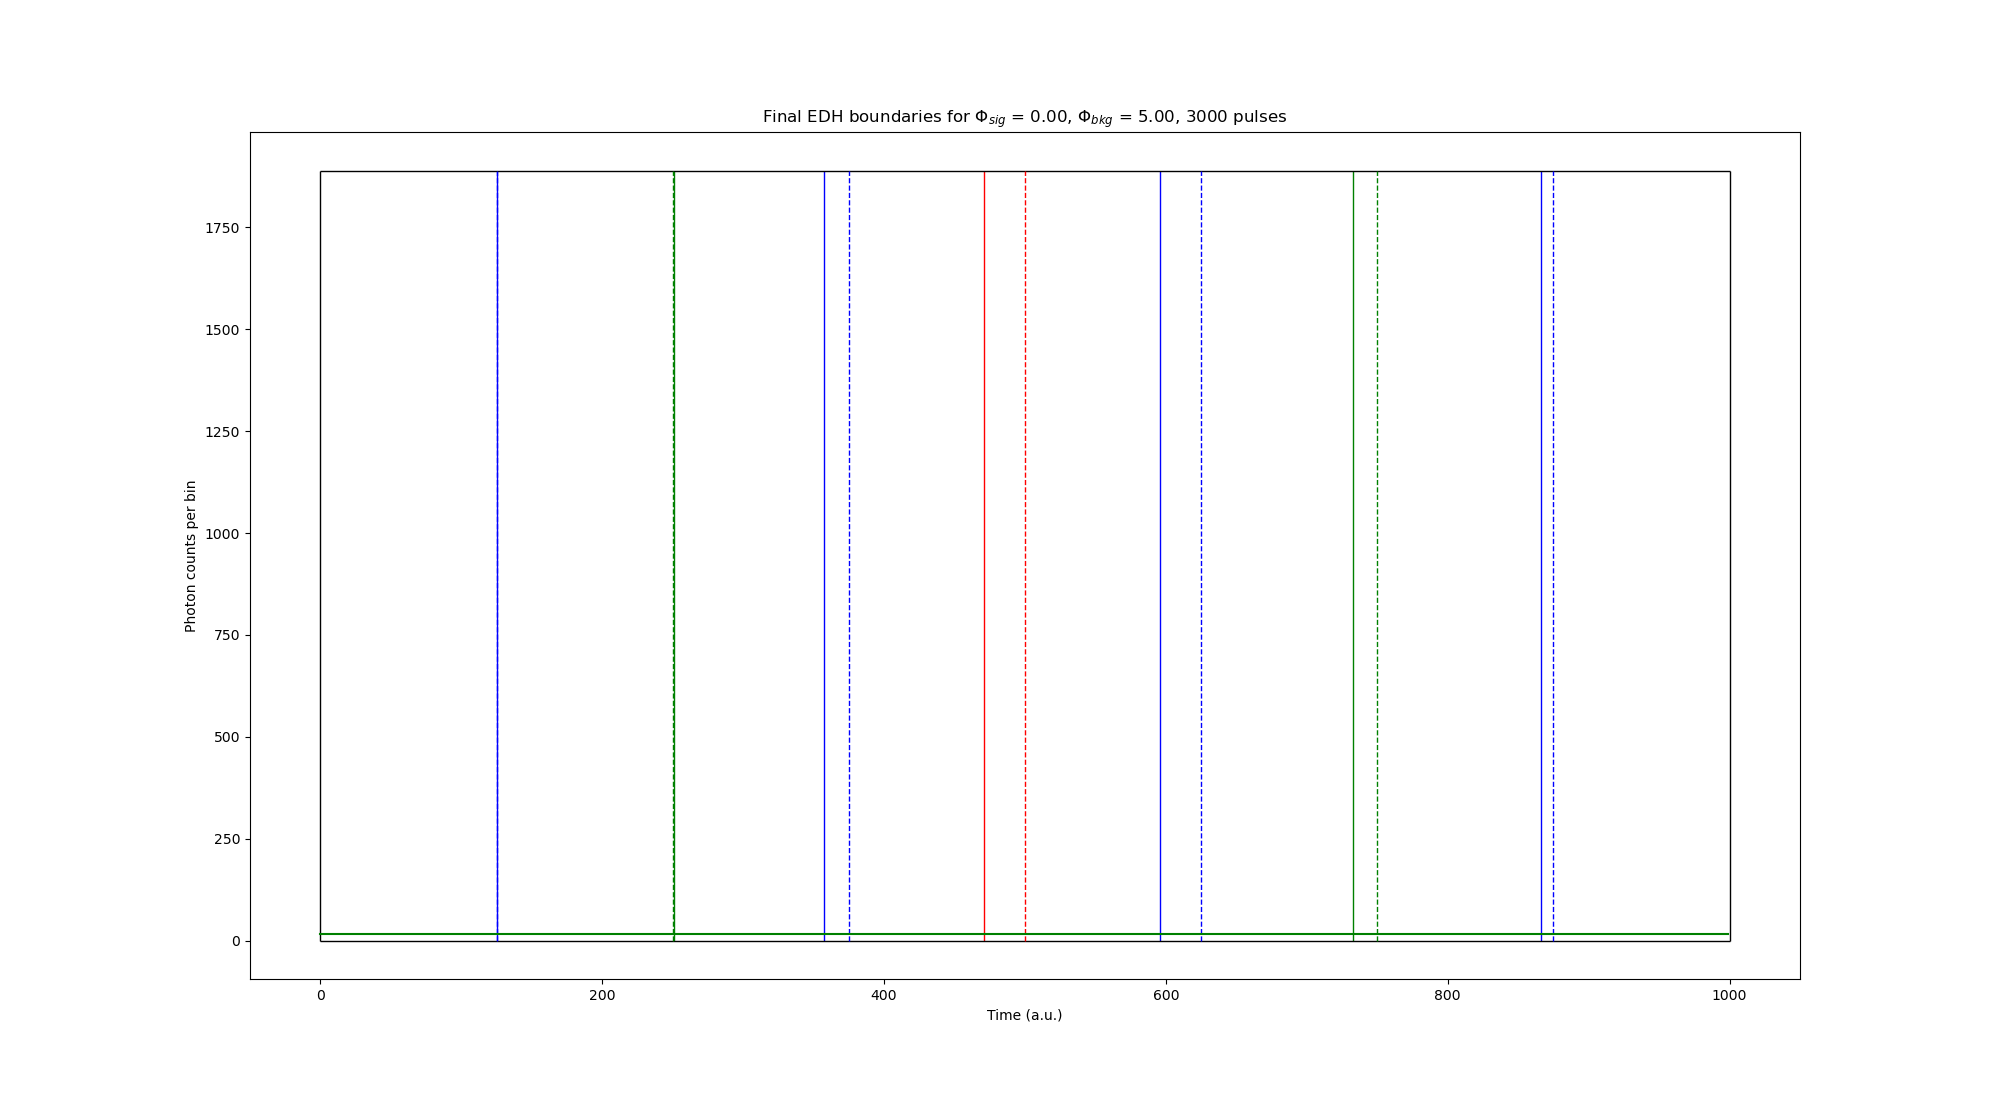 Final EDH boundaries for Φsig = 0.00, Φbkg = 5.00, 3000 pulses
1750
1500
1250
1000
750
500
250
0
Photon counts per bin
0 200 400 600 800 1000
Time (a.u.)